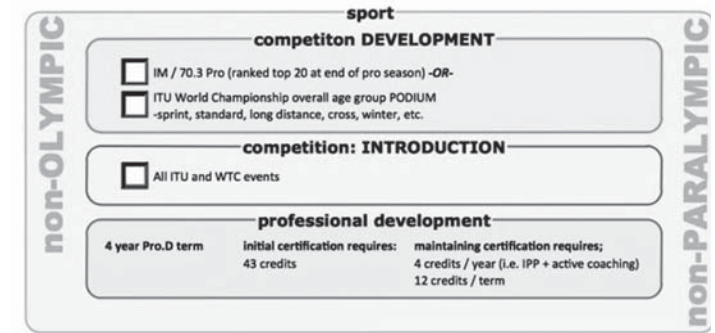 sport
non-OLYMPIC
competiton DEVELOPMENT
IM / 70.3 Pro (ranked top 20 at end of pro season) -OR-
ITU World Championship overall age group PODIUM
-sprint, standard, long distance, cross, winter, etc.
competition: INTRODUCTION
All ITU and WTC events
professional development
4 year Pro.D term
initial certification requires:
43 credits
maintaining certification requires;
4 credits / year (i.e. IPP + active coaching)
12 credits / term
non-PARALYMPIC